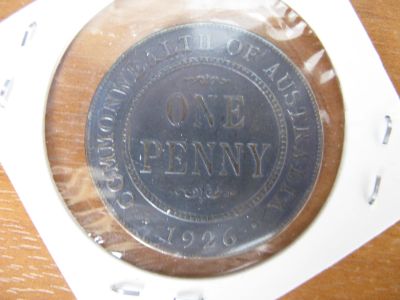 COMMONWEALTH OF AUSTRALIA
ONE
PENNY
1926